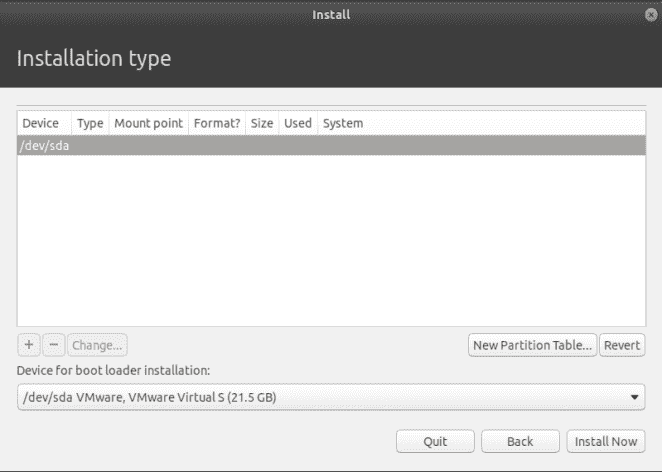 Install
Installation type
Device Type Mount point Format? Size Used System
/dev/sda
+ − Change... New Partition Table... Revert
Device for boot loader installation:
/dev/sda VMware, VMware Virtual S (21.5 GB)
Quit Back Install Now